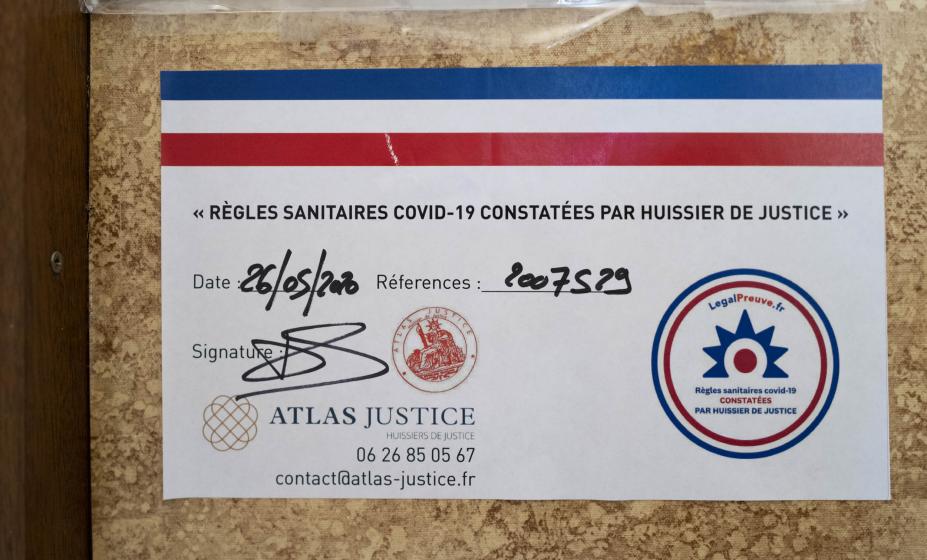 « RÈGLES SANITAIRES COVID-19 CONSTATÉES PAR HUISSIER DE JUSTICE »
Date : 26/05/2020 Réferences : 2007529
Signature :
ATLAS JUSTICE
ATLAS JUSTICE
HUISSIERS DE JUSTICE
06 26 85 05 67
contact@atlas-justice.fr
LegalPreuve.fr
Règles sanitaires covid-19
CONSTATÉES
PAR HUISSIER DE JUSTICE